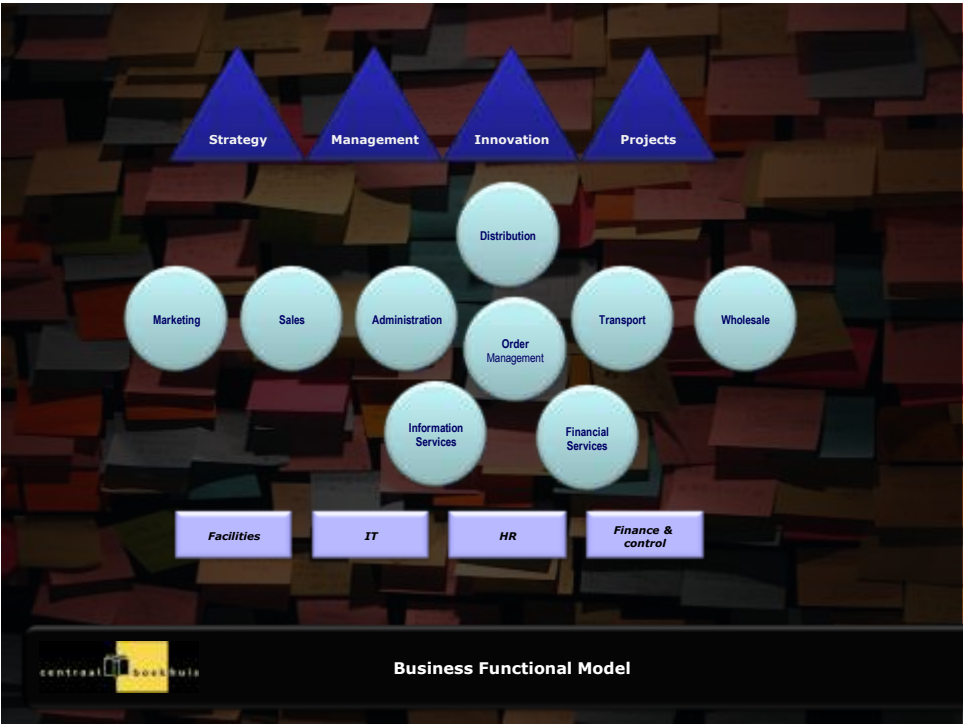 Strategy
Management
Innovation
Projects
Distribution
Marketing
Sales
Administration
Order
Management
Transport
Wholesale
Information
Services
Financial
Services
Facilities
IT
HR
Finance &
control
centraal boekhuis
Business Functional Model